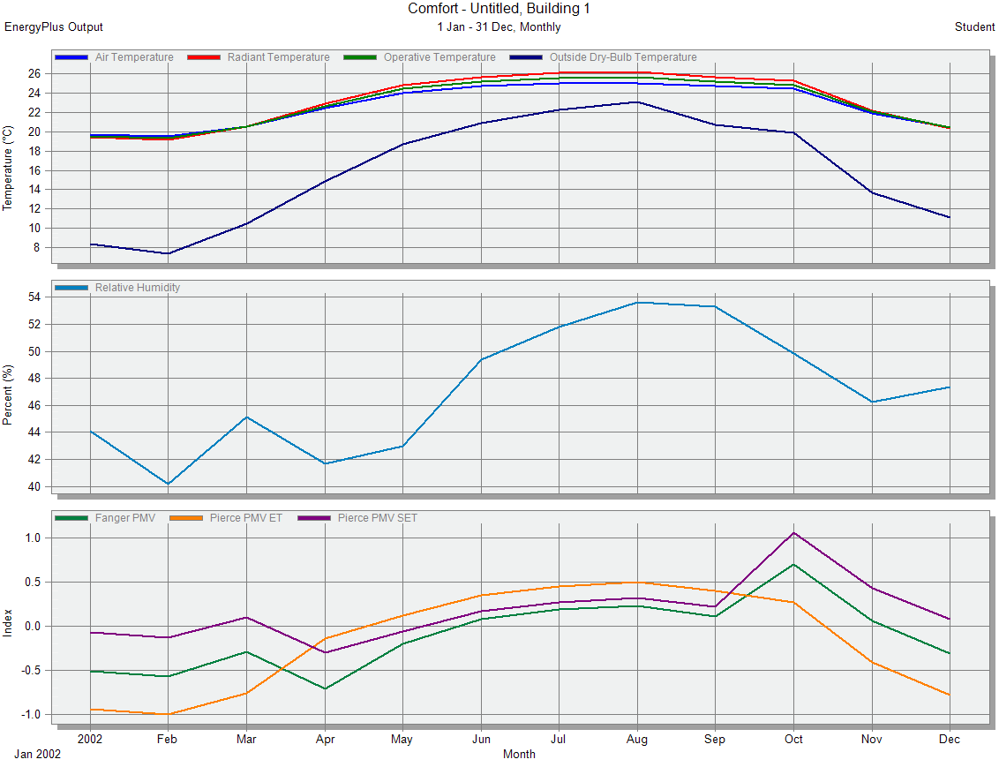 Comfort - Untitled, Building 1
EnergyPlus Output 1 Jan - 31 Dec, Monthly Student
Air Temperature Radiant Temperature Operative Temperature Outside Dry-Bulb Temperature
26
24
22
20
18
16
14
12
10
8
Temperature (°C)
Relative Humidity
54
52
50
48
46
44
42
40
Percent (%)
Fanger PMV Pierce PMV ET Pierce PMV SET
1.0
0.5
0.0
-0.5
-1.0
Index
2002 Feb Mar Apr May Jun Jul Aug Sep Oct Nov Dec
Jan 2002 Month